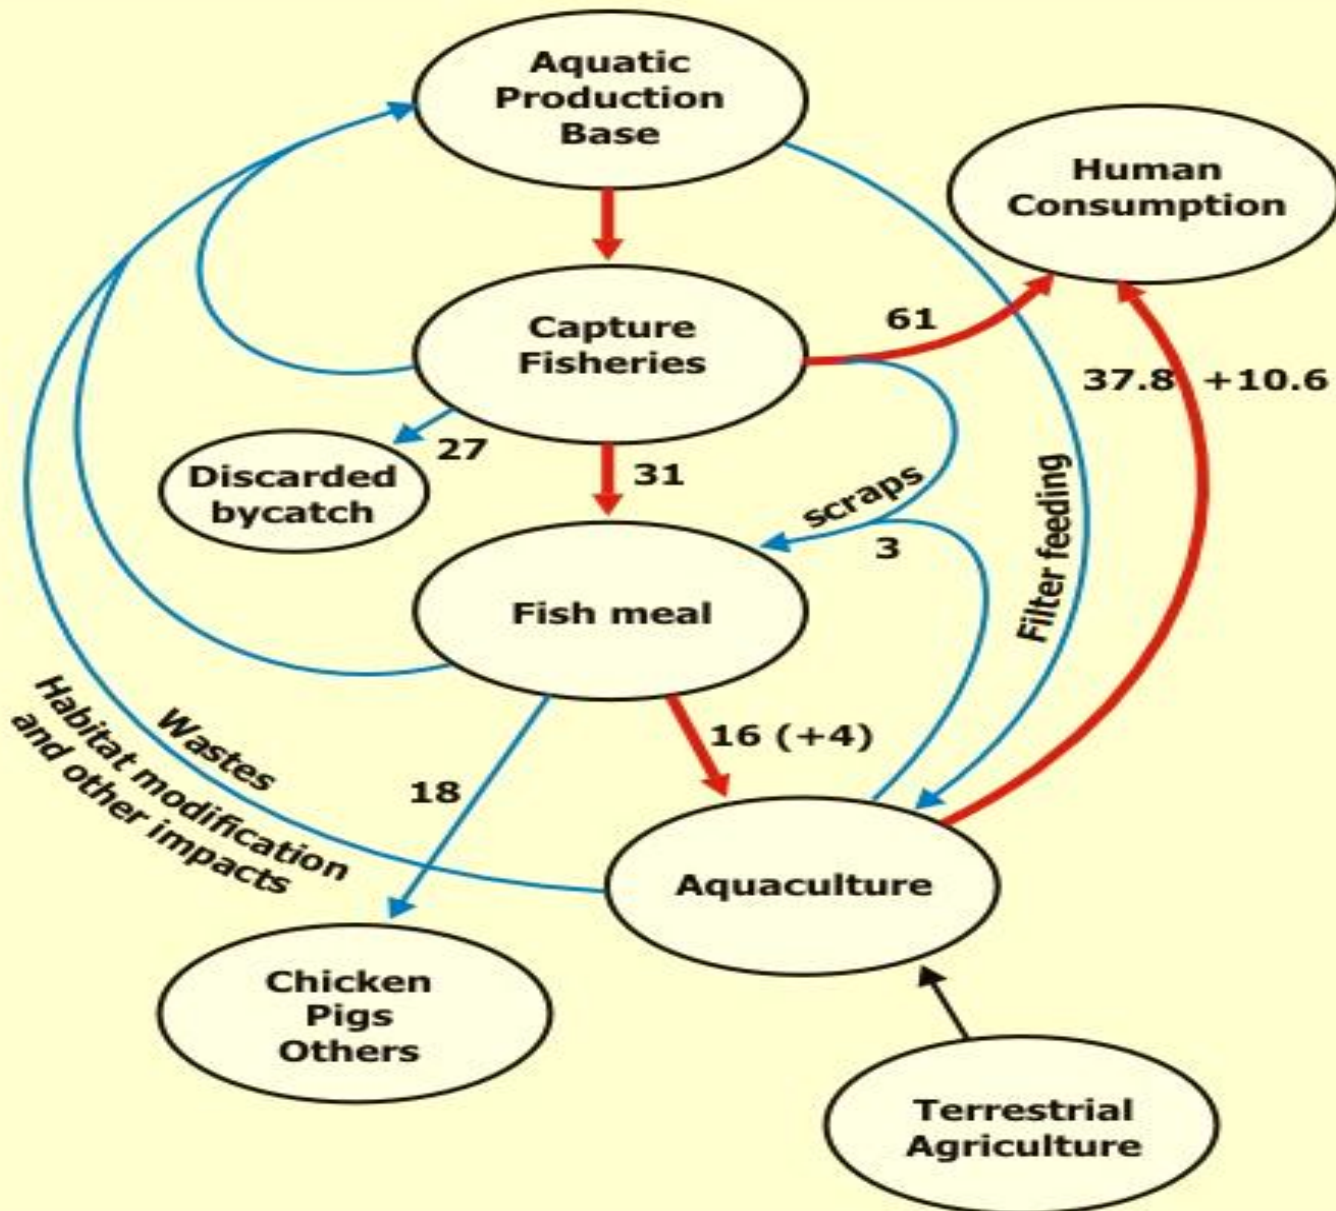 Aquatic
Production
Base
Human
Consumption
Capture
Fisheries
61
37.8 +10.6
27
31
Discarded
bycatch
scraps
3
Filter feeding
Fish meal
16 (+4)
18
Wastes
Habitat modification
and other impacts
Aquaculture
Chicken
Pigs
Others
Terrestrial
Agriculture